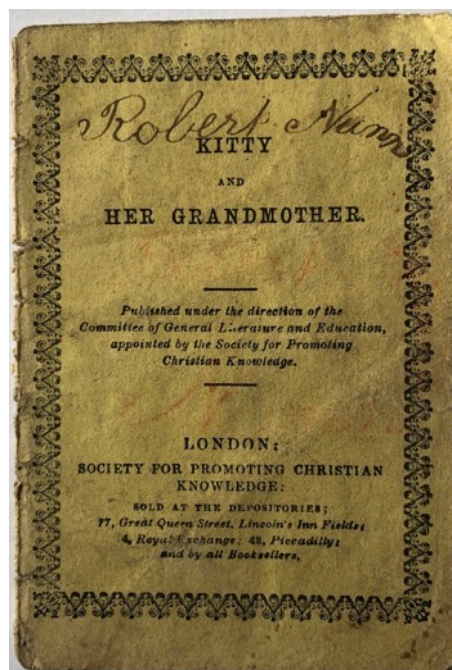 Robert Nunn
KITTY
AND
HER GRANDMOTHER.
Published under the direction of the
Committee of General Literature and Education,
appointed by the Society for Promoting
Christian Knowledge.
LONDON:
SOCIETY FOR PROMOTING CHRISTIAN
KNOWLEDGE:
SOLD AT THE DEPOSITORIES;
77, Great Queen Street, Lincoln's Inn Fields;
4, Royal Exchange; 48, Piccadilly;
and by all Booksellers.